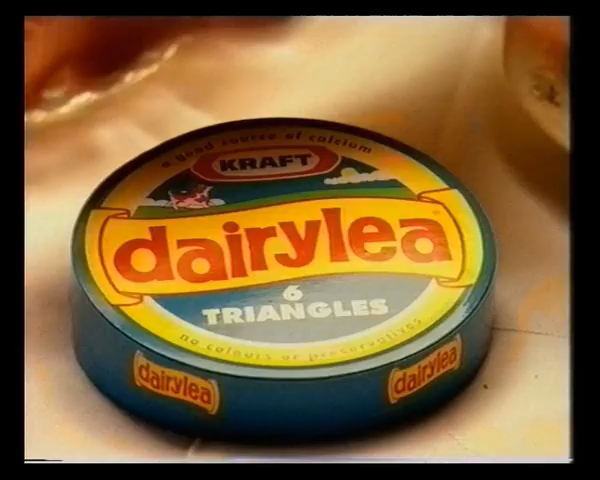 a good source of calcium
KRAFT
dairylea
6
TRIANGLES
no colours or preservatives
dairylea
dairylea